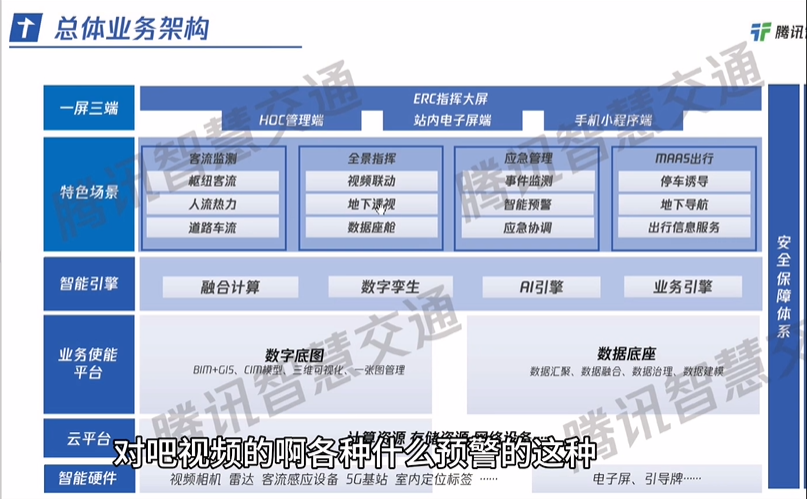 总体业务架构
腾讯智
一屏三端
ERC指挥大屏
HOC管理端 站内电子屏端 手机小程序端
特色场景
客流监测 全景指挥 应急管理 MAAS出行
枢纽客流 视频联动 事件监测 停车诱导
人流热力 地下透视 智能预警 地下导航
道路车流 数据座舱 应急协调 出行信息服务
智能引擎
融合计算 数字孪生 AI引擎 业务引擎
业务使能
平台
数字底图
BIM+GIS、CIM模型、三维可视化、一张图管理
数据底座
数据汇聚、数据融合、数据治理、数据建模
云平台
计算资源 存储资源 网络设备
对吧视频的啊各种什么预警的这种
智能硬件
视频相机 雷达 客流感应设备 5G基站 室内定位标签 ……
电子屏、引导牌……
安全保障体系
腾讯智慧交通
腾讯智慧交通
腾讯智慧交通
腾讯智慧交通